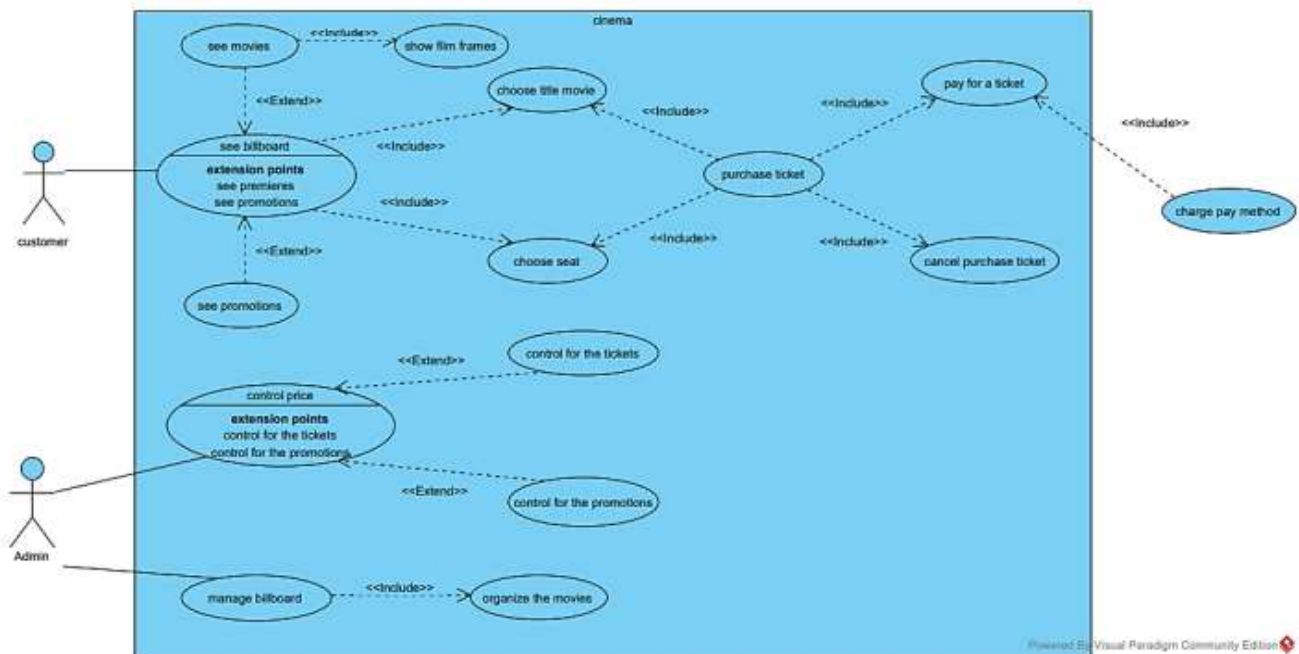 cinema
see movies
<<Include>>
show film frames
<<Extend>>
choose title movie
<<Include>>
see billboard
extension points
see premieres
see promotions
<<Include>>
customer
<<Extend>>
choose seat
see promotions
<<Include>>
purchase ticket
<<Include>>
<<Include>>
pay for a ticket
<<Include>>
cancel purchase ticket
<<Include>>
charge pay method
control price
extension points
control for the tickets
control for the promotions
<<Extend>>
control for the tickets
<<Extend>>
control for the promotions
Admin
manage billboard
<<Include>>
organize the movies
Powered By Visual Paradigm Community Edition